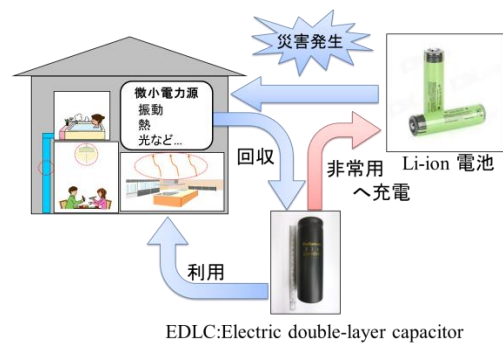 災害発生
微小電力源
振動
熱
光など...
回収
非常用
へ充電
Li-ion 電池
利用
EDLC:Electric double-layer capacitor